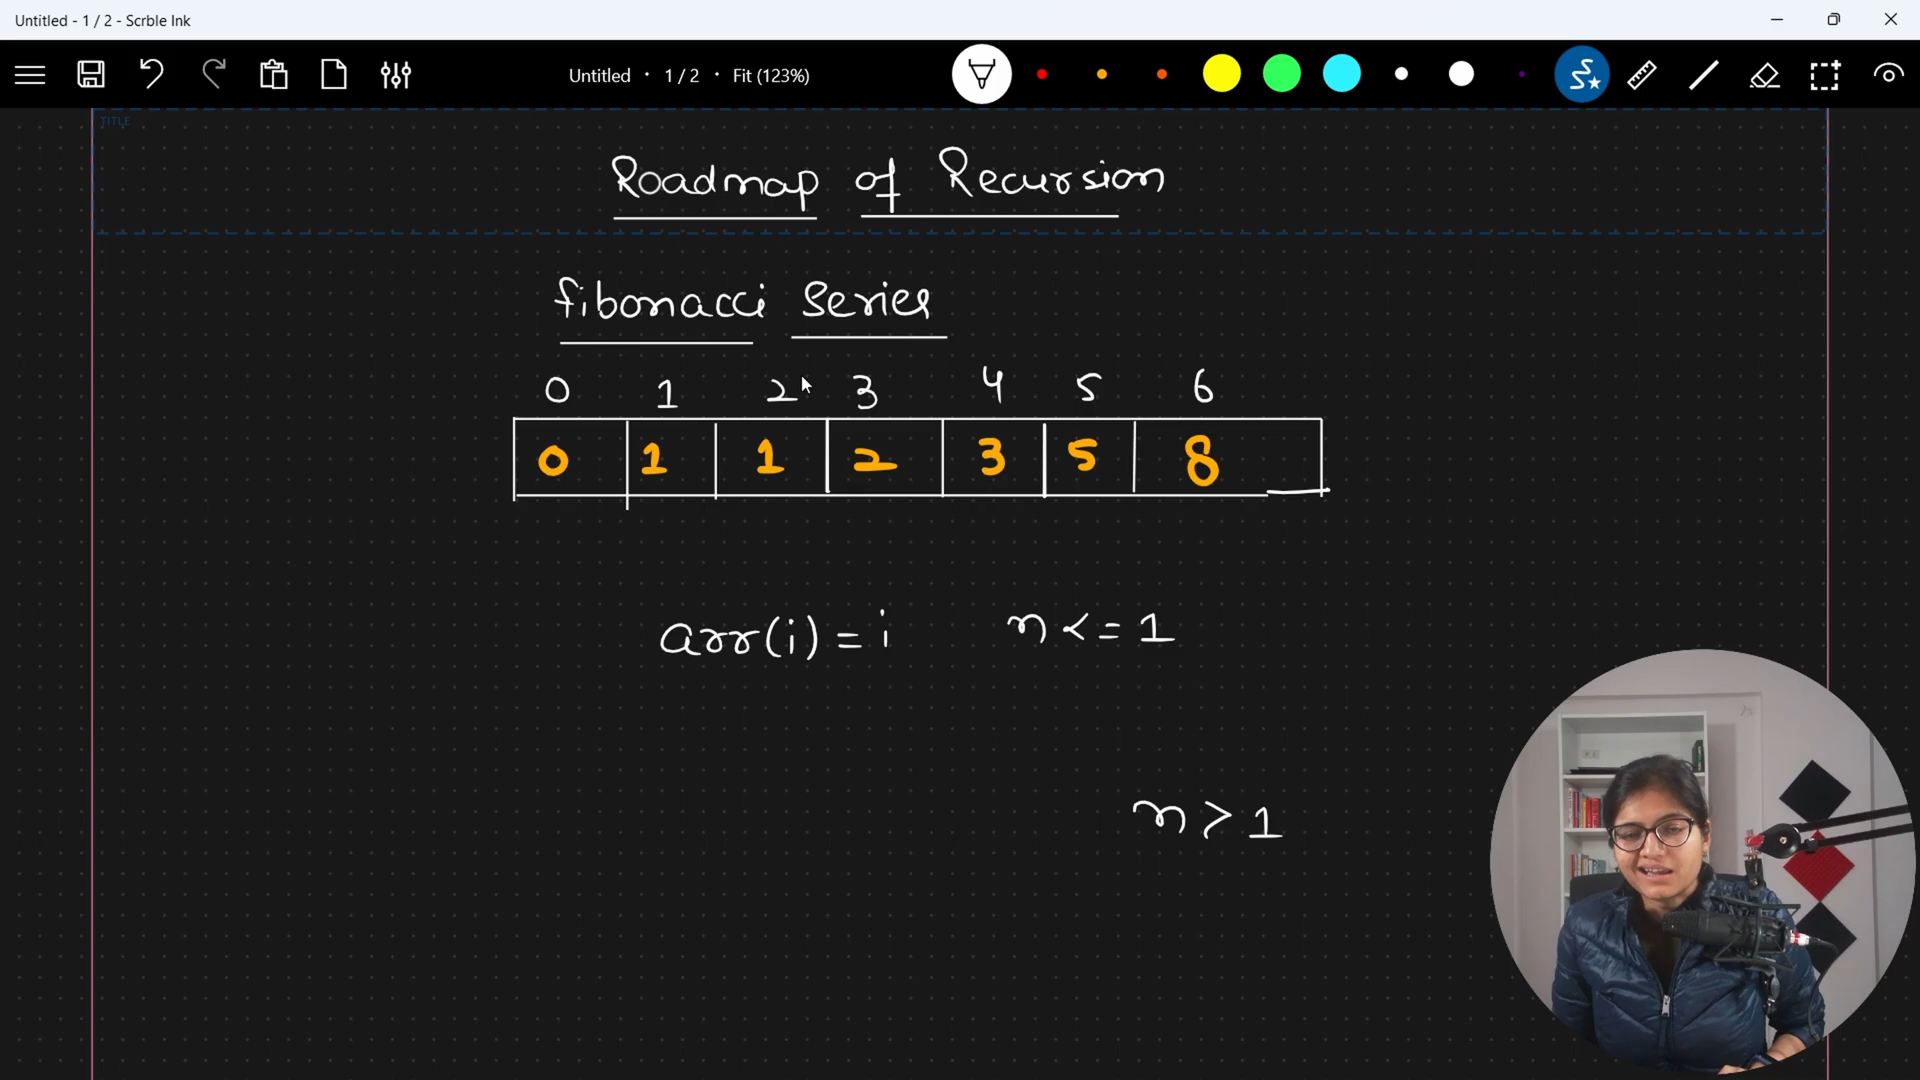 Untitled - 1 / 2 - Scrble Ink
Untitled • 1 / 2 • Fit (123%)
TITLE
Roadmap of Recursion
fibonacci series
0 1 2 3 4 5 6
0 1 1 2 3 5 8
arr(i) = i n <= 1
n > 1